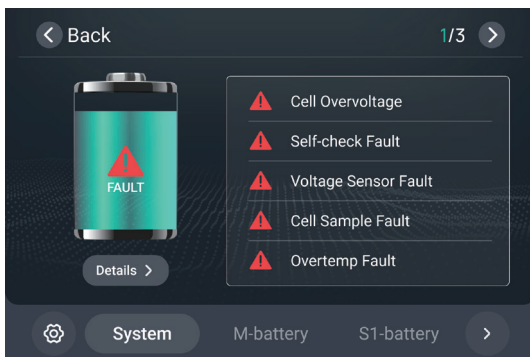 Back
1/3
Cell Overvoltage
Self-check Fault
Voltage Sensor Fault
Cell Sample Fault
Overtemp Fault
FAULT
Details
System
M-battery
S1-battery